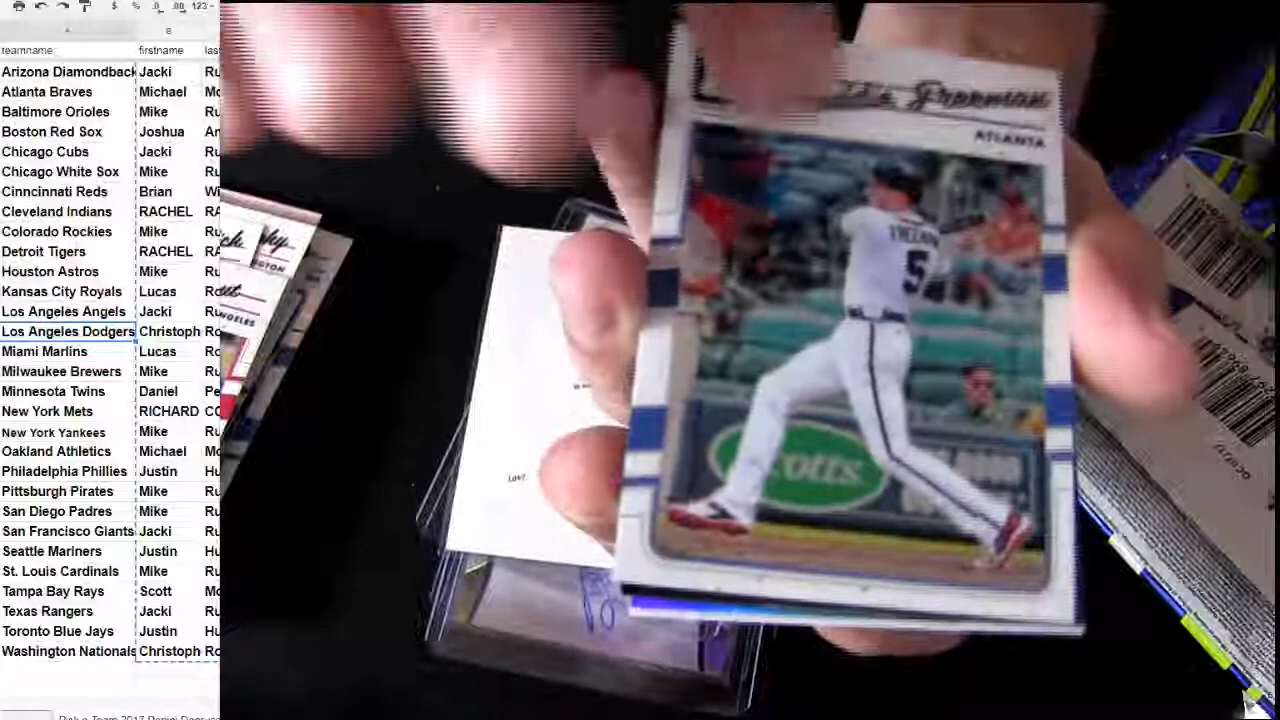 123
teamname firstname las
Arizona Diamondback Jacki Ru
Atlanta Braves Michael Mo
Baltimore Orioles Mike Ru
Boston Red Sox Joshua An
Chicago Cubs Jacki Ru
Chicago White Sox Mike Ru
Cinncinnati Reds Brian Wi
Cleveland Indians RACHEL RA
Colorado Rockies Mike Ru
Detroit Tigers RACHEL RA
Houston Astros Mike Ru
Kansas City Royals Lucas Ro
Los Angeles Angels Jacki Ru
Los Angeles Dodgers Christoph Ro
Miami Marlins Lucas Ro
Milwaukee Brewers Mike Ru
Minnesota Twins Daniel Pe
New York Mets RICHARD CO
New York Yankees Mike Ru
Oakland Athletics Michael Mo
Philadelphia Phillies Justin Hu
Pittsburgh Pirates Mike Ru
San Diego Padres Mike Ru
San Francisco Giants Jacki Ru
Seattle Mariners Justin Hu
St. Louis Cardinals Mike Ru
Tampa Bay Rays Scott Mo
Texas Rangers Jacki Ru
Toronto Blue Jays Justin Hu
Washington Nationals Christoph Ro
Freeman
ATLANTA
5
Scotts